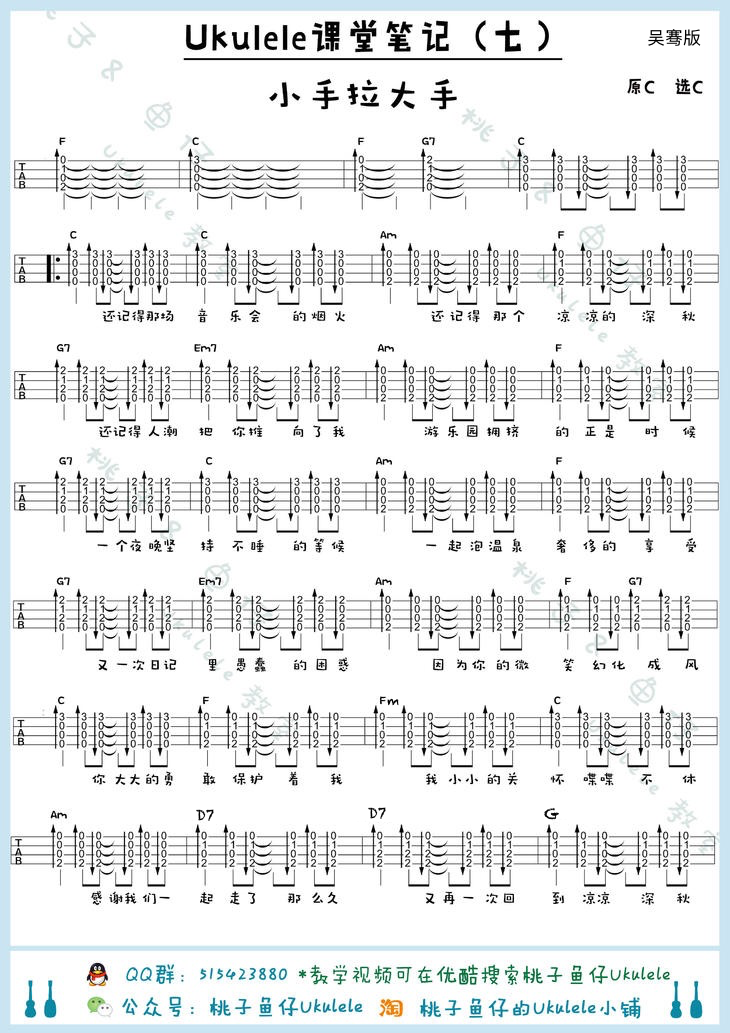 Ukulele课堂笔记（七）
吴骞版
小手拉大手
原C 选C
F C F G7 C
C C Am F
还记得那场 音乐会 的烟火 还记得那个 凉凉的 深秋
G7 Em7 Am F
还记得人潮 把你推 向了我 游乐园拥挤 的正是时候
G7 C Am F
一个夜晚坚 持不睡 的等候 一起泡温泉 奢侈的 享受
G7 Em7 Am F G7
又一次日记 里愚蠢 的困惑 因为你的微 笑幻化成风
C F Fm C
你大大的勇 敢保护着我 我小小的关 怀喋喋不休
Am D7 D7 G
感谢我们一 起走了 那么久 又再一次回 到凉凉 深秋
QQ群：515423880 *教学视频可在优酷搜索桃子鱼仔Ukulele
公众号：桃子鱼仔Ukulele 淘 桃子鱼仔的Ukulele小铺